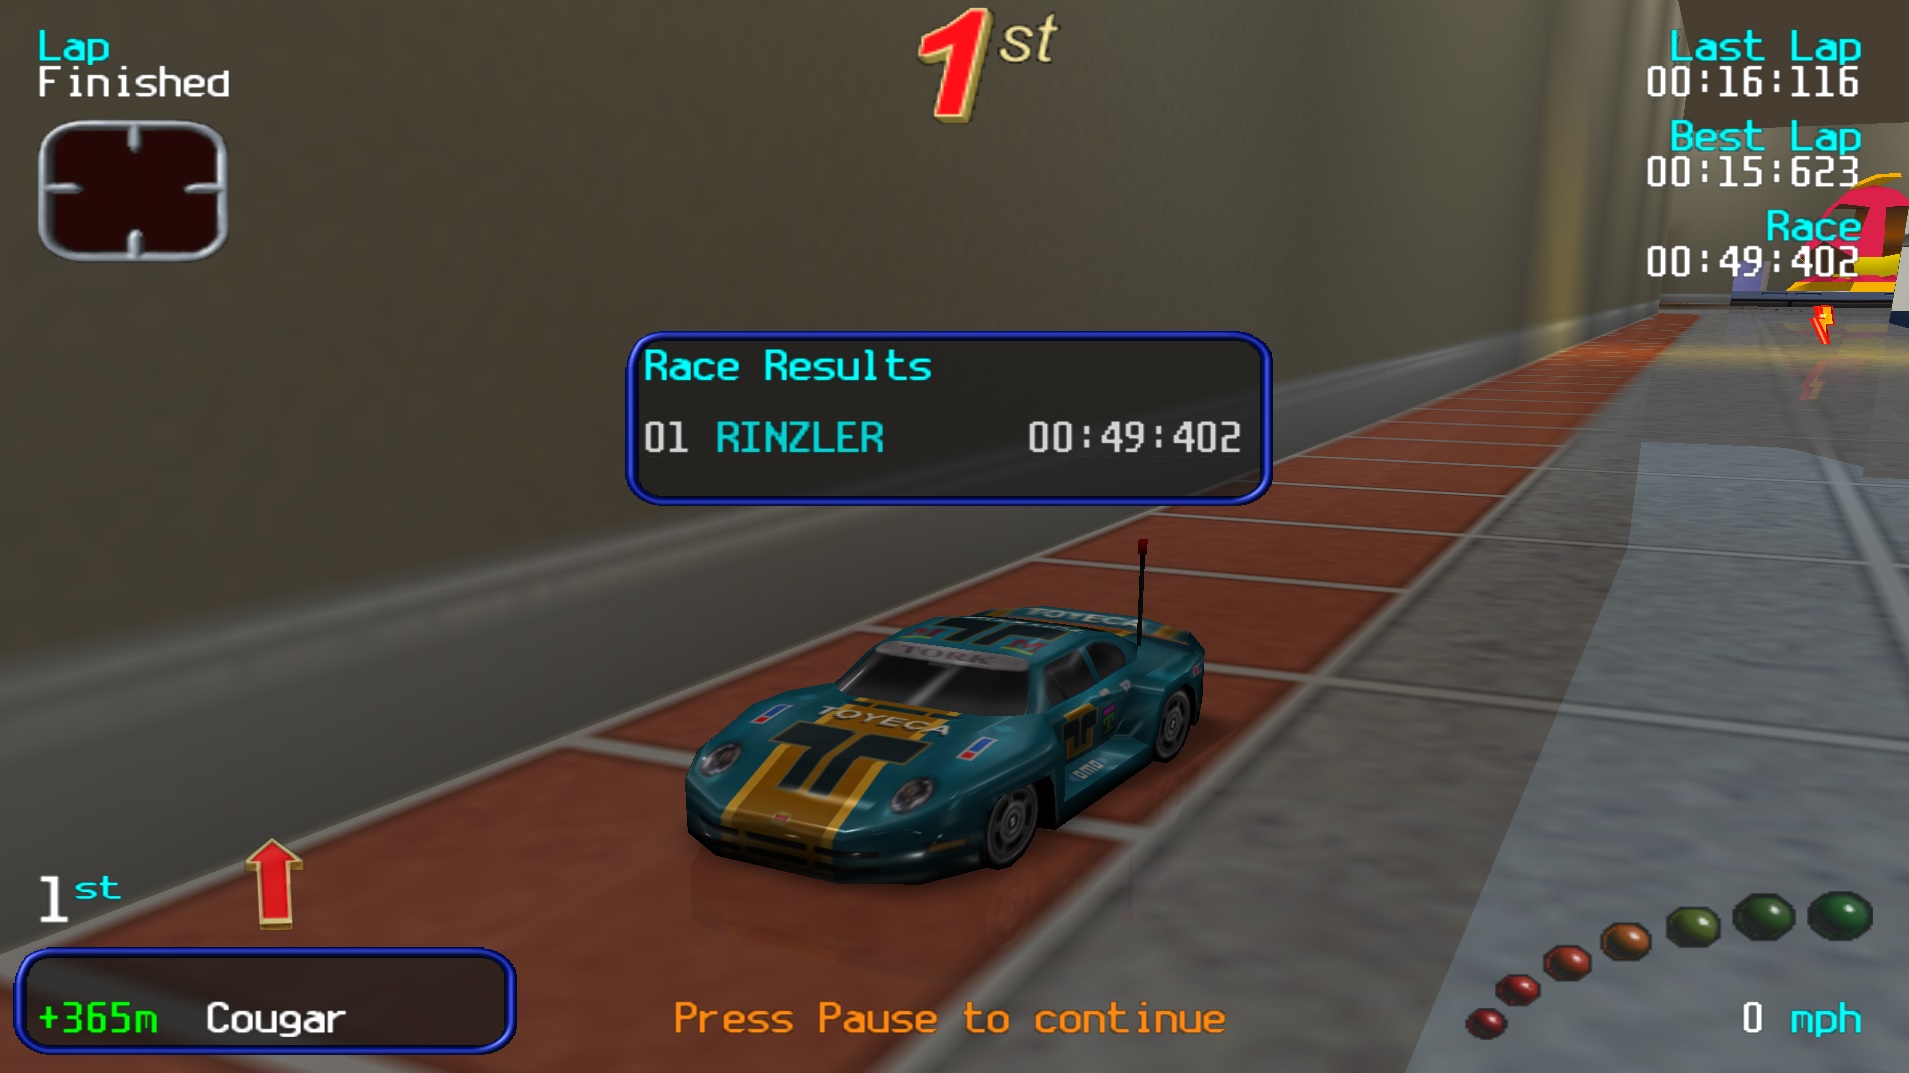 Lap
Finished
1st
Last Lap
00:16:116
Best Lap
00:15:623
Race
00:49:402
Race Results
01 RINZLER 00:49:402
TOYECA
TORK
TOYECA
1st
+365m Cougar
Press Pause to continue
0 mph